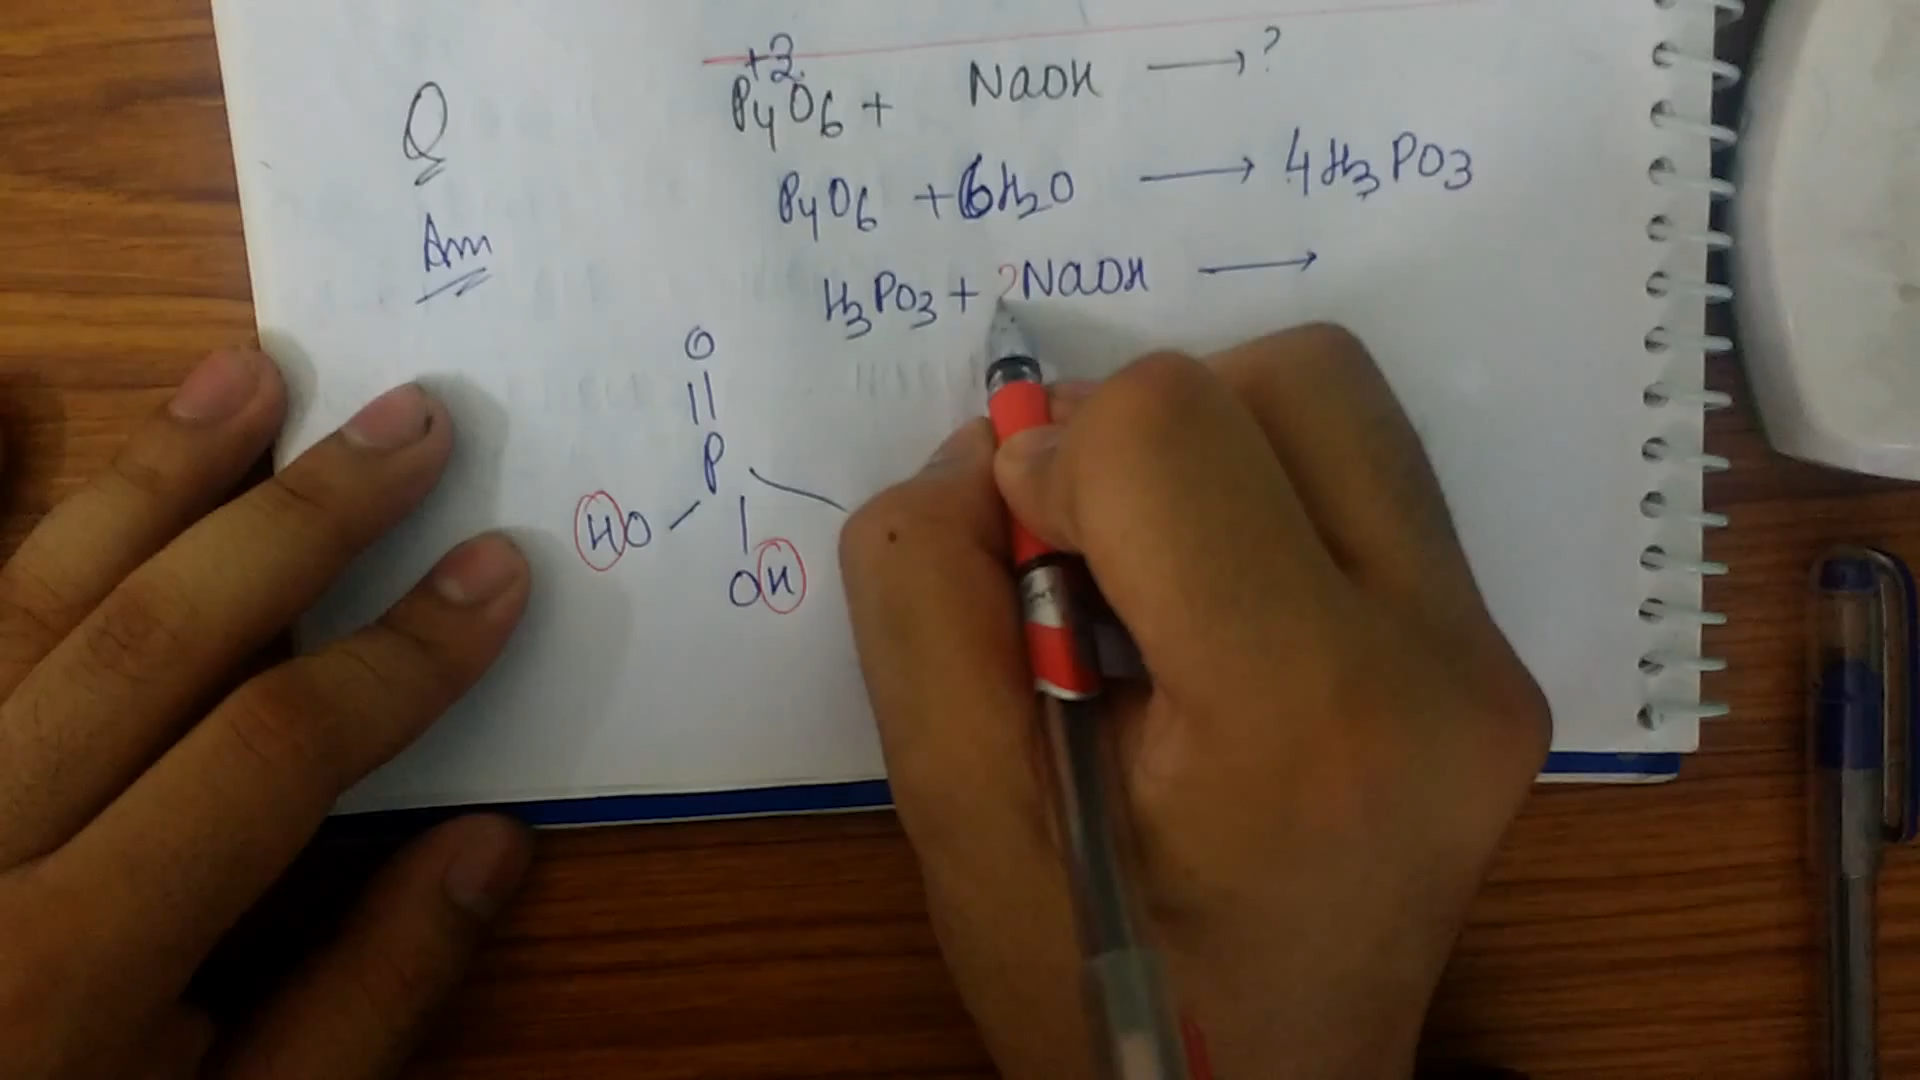 Q
+3
P4O6 + NaOH → ?
Ans
P4O6 + 6H2O → 4H3PO3
H3PO3 + 2NaOH →
O
P
HO
OH